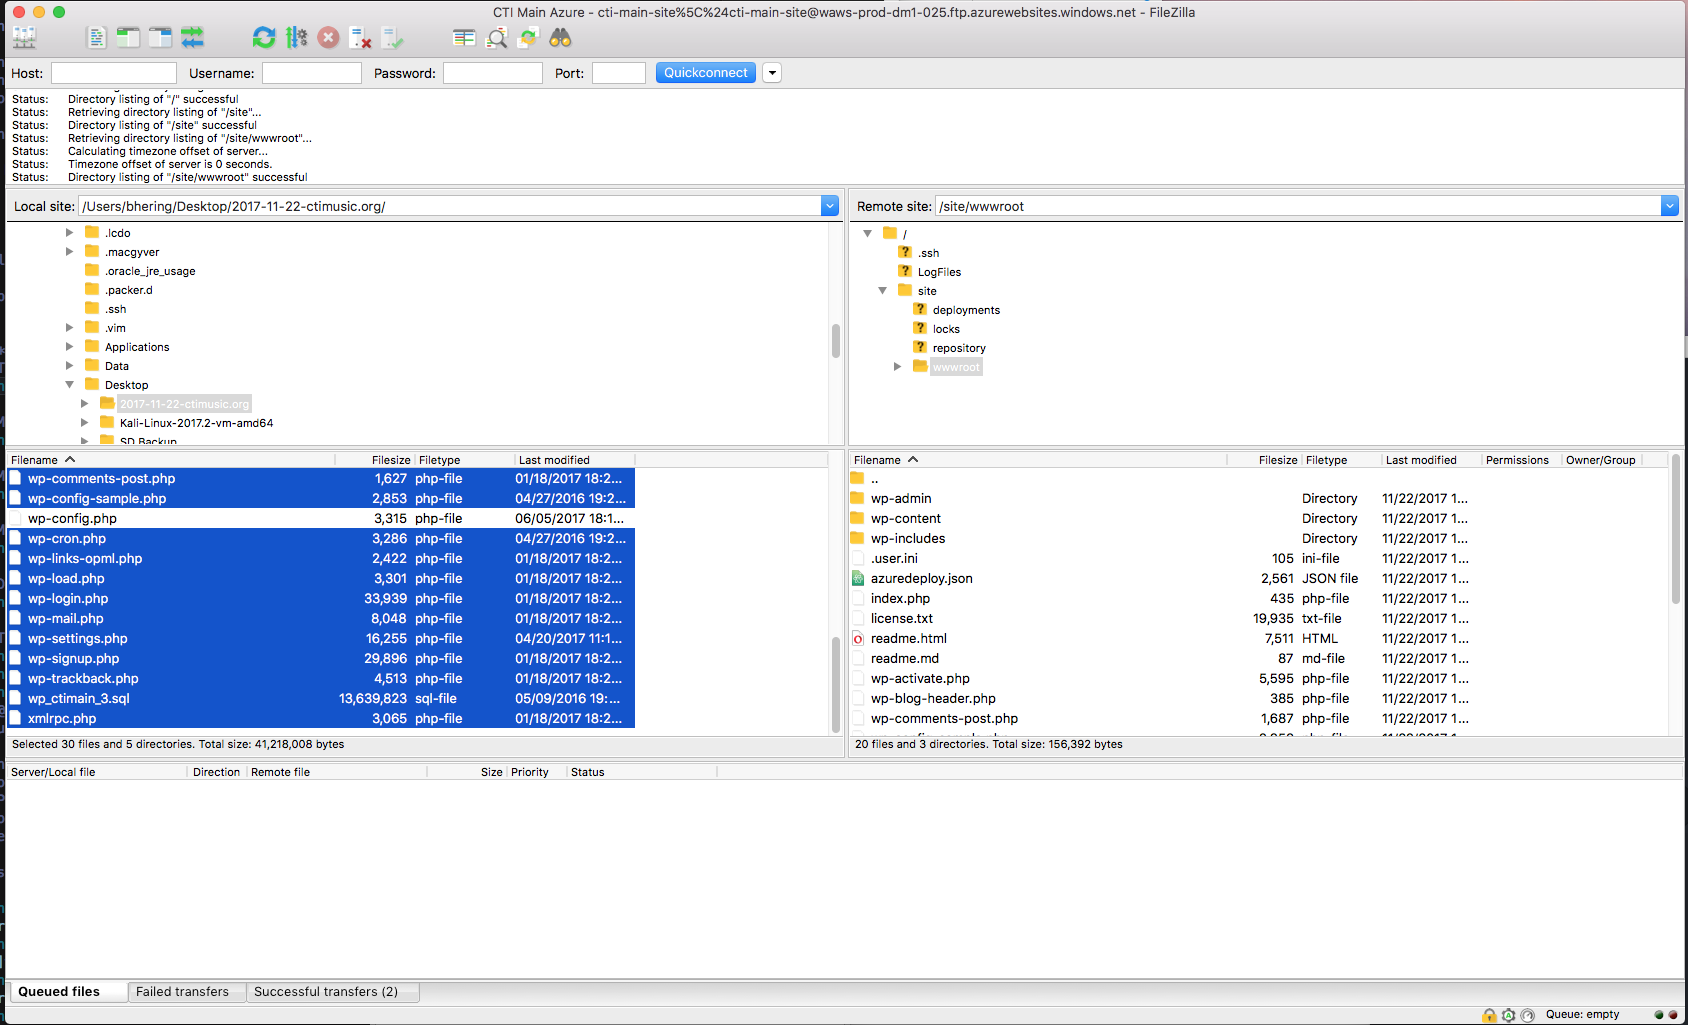 CTI Main Azure - cti-main-site%5C%24cti-main-site@waws-prod-dm1-025.ftp.azurewebsites.windows.net - FileZilla
Host: Username: Password: Port: Quickconnect
Status: Directory listing of "/" successful
Status: Retrieving directory listing of "/site"...
Status: Directory listing of "/site" successful
Status: Retrieving directory listing of "/site/wwwroot"...
Status: Calculating timezone offset of server...
Status: Timezone offset of server is 0 seconds.
Status: Directory listing of "/site/wwwroot" successful
Local site: /Users/bhering/Desktop/2017-11-22-ctimusic.org/
.lcdo
.macgyver
.oracle_jre_usage
.packer.d
.ssh
.vim
Applications
Data
Desktop
2017-11-22-ctimusic.org
Kali-Linux-2017.2-vm-amd64
SD Backup
Remote site: /site/wwwroot
/
.ssh
LogFiles
site
deployments
locks
repository
wwwroot
Filename Filesize Filetype Last modified
wp-comments-post.php 1,627 php-file 01/18/2017 18:2...
wp-config-sample.php 2,853 php-file 04/27/2016 19:2...
wp-config.php 3,315 php-file 06/05/2017 18:1...
wp-cron.php 3,286 php-file 04/27/2016 19:2...
wp-links-opml.php 2,422 php-file 01/18/2017 18:2...
wp-load.php 3,301 php-file 01/18/2017 18:2...
wp-login.php 33,939 php-file 01/18/2017 18:2...
wp-mail.php 8,048 php-file 01/18/2017 18:2...
wp-settings.php 16,255 php-file 04/20/2017 11:1...
wp-signup.php 29,896 php-file 01/18/2017 18:2...
wp-trackback.php 4,513 php-file 01/18/2017 18:2...
wp_ctimain_3.sql 13,639,823 sql-file 05/09/2016 19:...
xmlrpc.php 3,065 php-file 01/18/2017 18:2...
Selected 30 files and 5 directories. Total size: 41,218,008 bytes
Filename Filesize Filetype Last modified Permissions Owner/Group
..
wp-admin Directory 11/22/2017 1...
wp-content Directory 11/22/2017 1...
wp-includes Directory 11/22/2017 1...
.user.ini 105 ini-file 11/22/2017 1...
azuredeploy.json 2,561 JSON file 11/22/2017 1...
index.php 435 php-file 11/22/2017 1...
license.txt 19,935 txt-file 11/22/2017 1...
readme.html 7,511 HTML 11/22/2017 1...
readme.md 87 md-file 11/22/2017 1...
wp-activate.php 5,595 php-file 11/22/2017 1...
wp-blog-header.php 385 php-file 11/22/2017 1...
wp-comments-post.php 1,687 php-file 11/22/2017 1...
20 files and 3 directories. Total size: 156,392 bytes
Server/Local file Direction Remote file Size Priority Status
Queued files Failed transfers Successful transfers (2)
Queue: empty